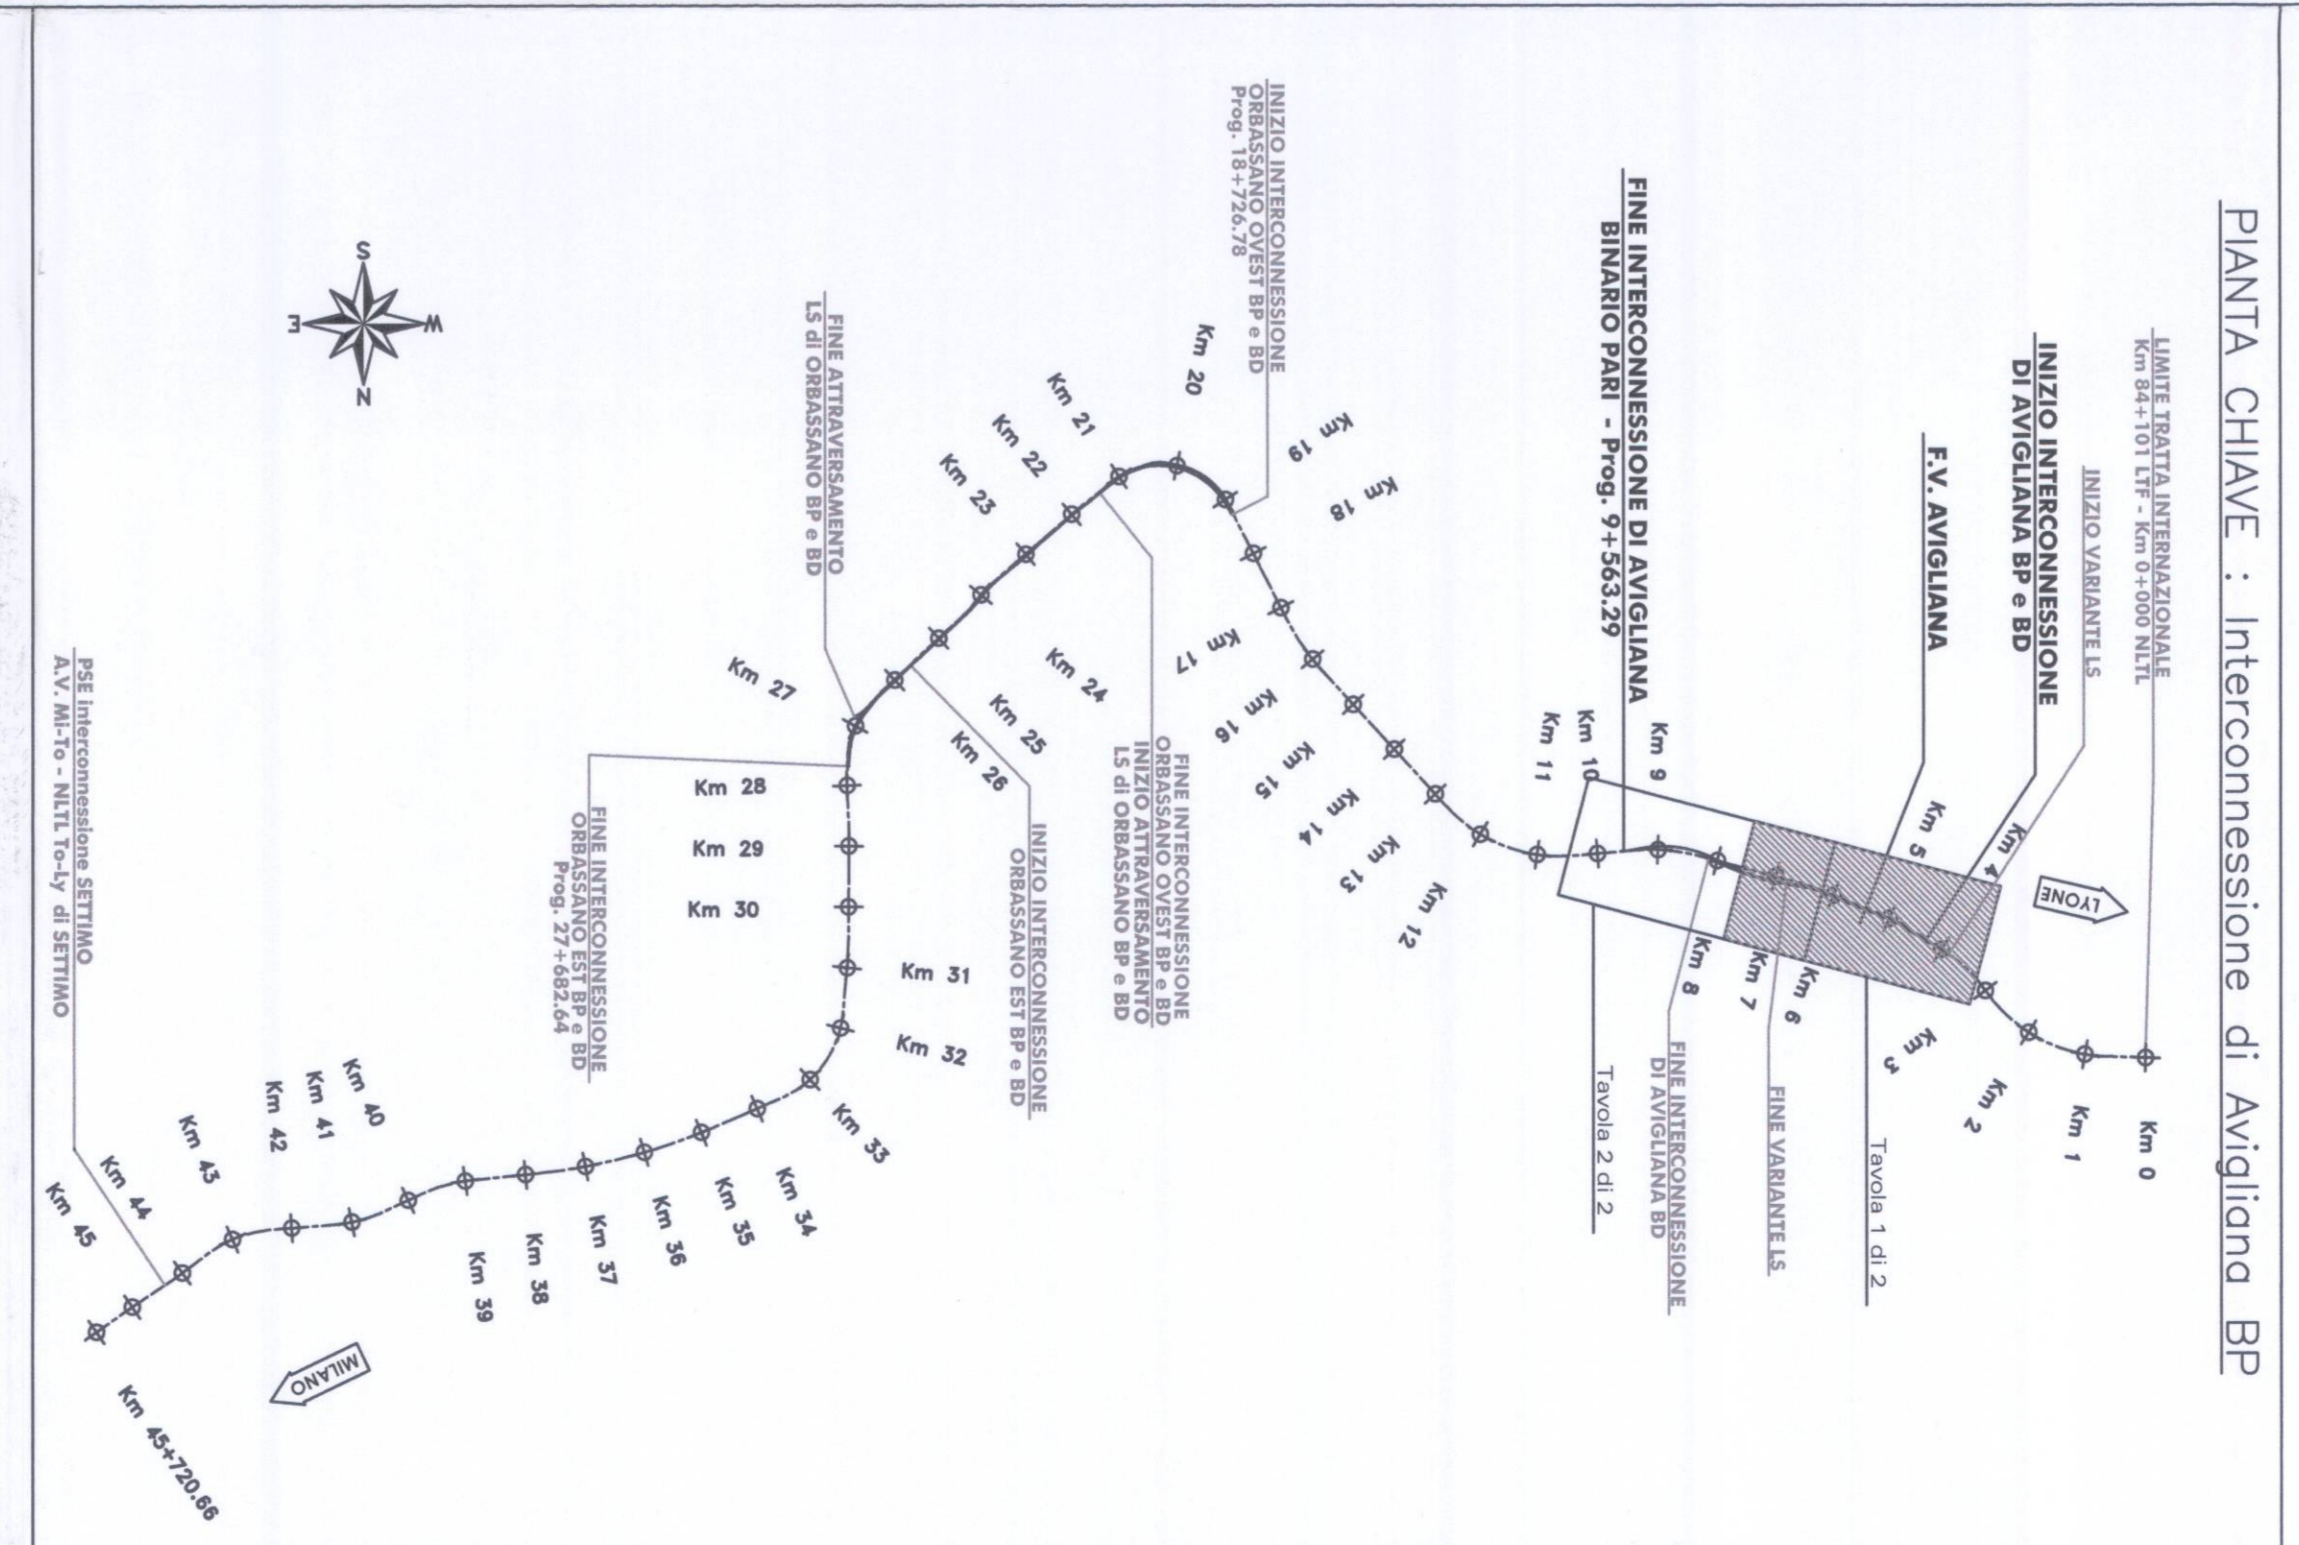 PIANTA CHIAVE : Interconnessione di Avigliana BP
LIMITE TRATTA INTERNAZIONALE
Km 84+101 LTF - Km 0+000 NLTL
INIZIO VARIANTE LS
INIZIO INTERCONNESSIONE
DI AVIGLIANA BP e BD
F.V. AVIGLIANA
FINE INTERCONNESSIONE DI AVIGLIANA
BINARIO PARI - Prog. 9+563.29
INIZIO INTERCONNESSIONE
ORBASSANO OVEST BP e BD
Prog. 18+726.78
FINE ATTRAVERSAMENTO
LS di ORBASSANO BP e BD
LYONE
Tavola 1 di 2
FINE VARIANTE LS
FINE INTERCONNESSIONE
DI AVIGLIANA BD
Tavola 2 di 2
FINE INTERCONNESSIONE
ORBASSANO OVEST BP e BD
INIZIO ATTRAVERSAMENTO
LS di ORBASSANO BP e BD
INIZIO INTERCONNESSIONE
ORBASSANO EST BP e BD
FINE INTERCONNESSIONE
ORBASSANO EST BP e BD
Prog. 27+682.64
PSE interconnessione SETTIMO
A.V. Mi-To - NLTL To-Ly di SETTIMO
MILANO
S
W
E
N
Km 0
Km 1
Km 2
Km 3
Km 4
Km 5
Km 6
Km 7
Km 8
Km 9
Km 10
Km 11
Km 12
Km 13
Km 14
Km 15
Km 16
Km 17
Km 18
Km 19
Km 20
Km 21
Km 22
Km 23
Km 24
Km 25
Km 26
Km 27
Km 28
Km 29
Km 30
Km 31
Km 32
Km 33
Km 34
Km 35
Km 36
Km 37
Km 38
Km 39
Km 40
Km 41
Km 42
Km 43
Km 44
Km 45
Km 45+720.66